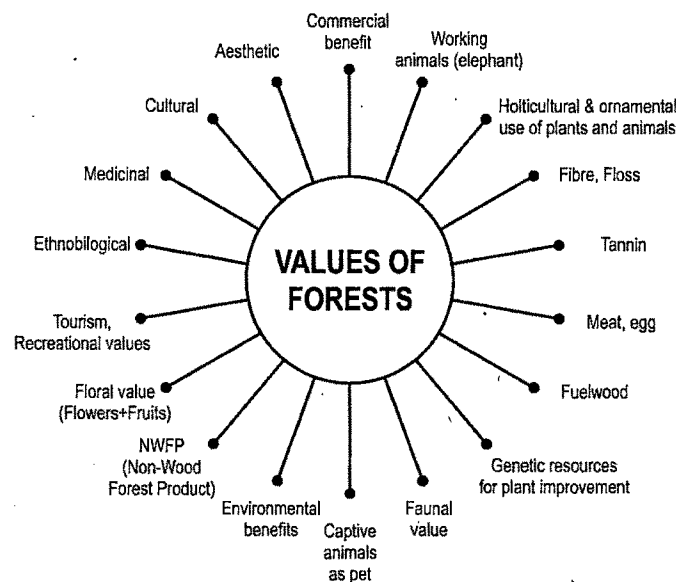 Commercial
benefit
Working
animals (elephant)
Holticultural & ornamental
use of plants and animals
Fibre, Floss
Tannin
Meat, egg
Fuelwood
Genetic resources
for plant improvement
Faunal
value
Captive
animals
as pet
Environmental
benefits
NWFP
(Non-Wood
Forest Product)
Floral value
(Flowers+Fruits)
Tourism,
Recreational values
Ethnobilogical
Medicinal
Cultural
Aesthetic
VALUES OF
FORESTS